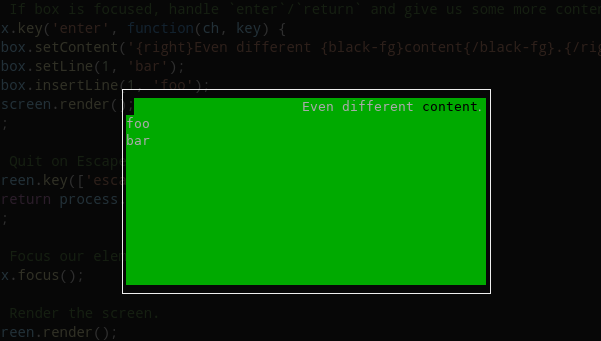 If box is focused, handle `enter`/`return` and give us some more conten
x.key('enter', function(ch, key) {
box.setContent('{right}Even different {black-fg}content{/black-fg}.{/ri
box.setLine(1, 'bar');
box.insertLine(1, 'foo');
screen.render();
;
Even different content.
foo
bar
Quit on Escape
reen.key(['esca
return process.
;
Focus our ele
x.focus();
Render the screen.
reen.render();